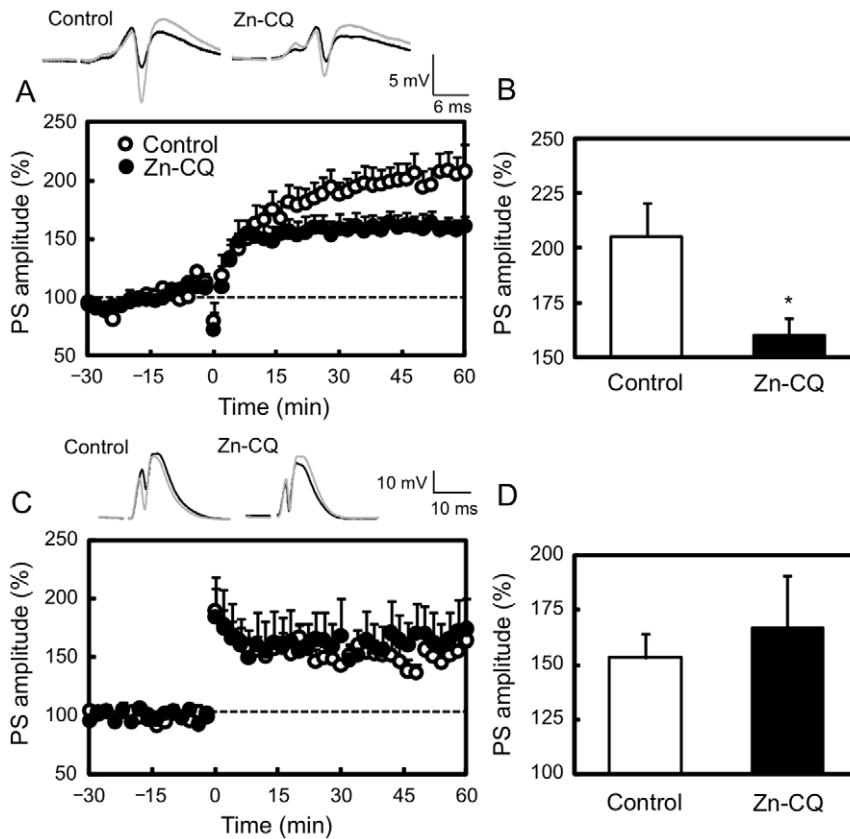 Control Zn-CQ
5 mV
6 ms
A
250
200
150
100
50
PS amplitude (%)
Control
Zn-CQ
−30 −15 0 15 30 45 60
Time (min)
B
250
225
200
175
150
PS amplitude (%)
*
Control Zn-CQ
Control Zn-CQ
10 mV
10 ms
C
250
200
150
100
50
PS amplitude (%)
−30 −15 0 15 30 45 60
Time (min)
D
200
175
150
125
100
PS amplitude (%)
Control Zn-CQ